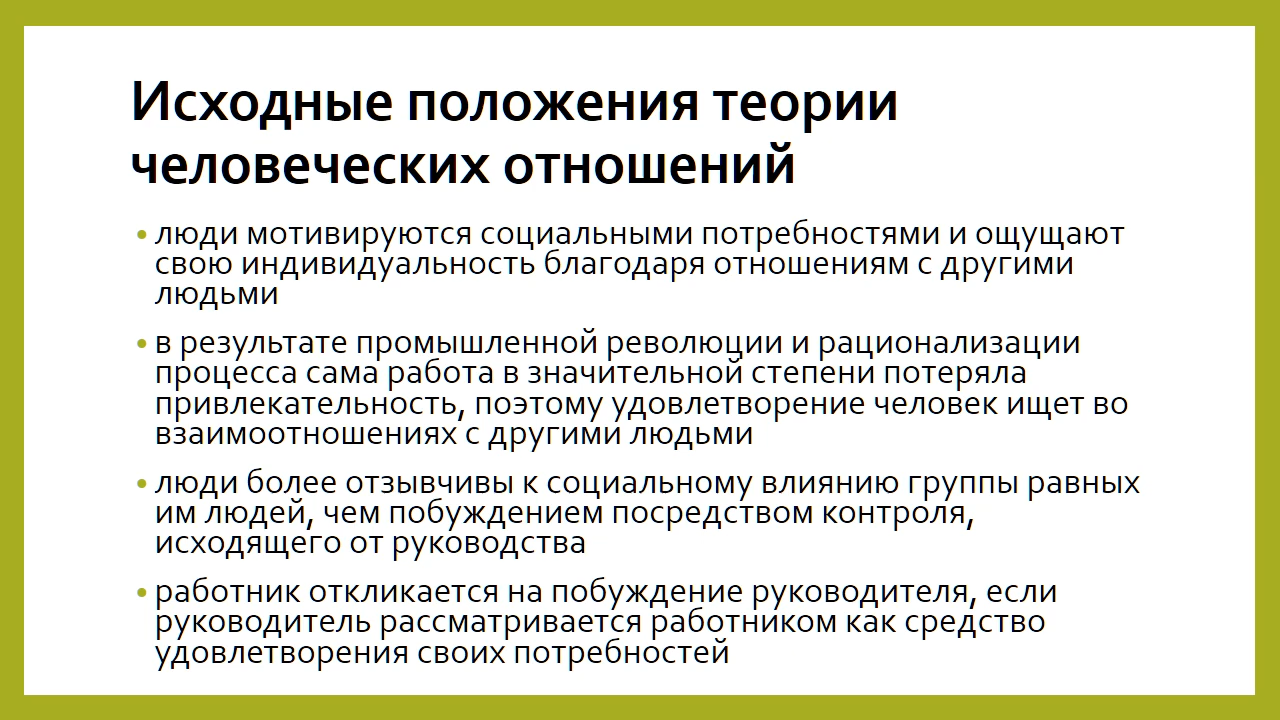 Исходные положения теории
человеческих отношений
• люди мотивируются социальными потребностями и ощущают
свою индивидуальность благодаря отношениям с другими
людьми
• в результате промышленной революции и рационализации
процесса сама работа в значительной степени потеряла
привлекательность, поэтому удовлетворение человек ищет во
взаимоотношениях с другими людьми
• люди более отзывчивы к социальному влиянию группы равных
им людей, чем побуждением посредством контроля,
исходящего от руководства
• работник откликается на побуждение руководителя, если
руководитель рассматривается работником как средство
удовлетворения своих потребностей